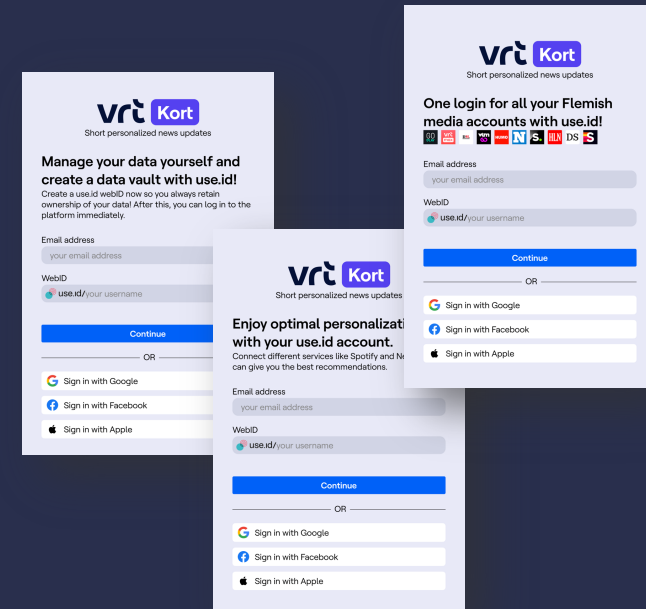 vrt Kort
Short personalized news updates
Manage your data yourself and
create a data vault with use.id!
Create a use.id webID now so you always retain
ownership of your data! After this, you can log in to the
platform immediately.
Email address
your email address
WebID
use.id/your username
Continue
OR
Sign in with Google
Sign in with Facebook
Sign in with Apple
vrt Kort
Short personalized news updates
Enjoy optimal personalizati
with your use.id account.
Connect different services like Spotify and Ne
can give you the best recommendations.
Email address
your email address
WebID
use.id/your username
Continue
OR
Sign in with Google
Sign in with Facebook
Sign in with Apple
vrt Kort
Short personalized news updates
One login for all your Flemish
media accounts with use.id!
GO vrt vtm HUMO N S. HLN DS S
Email address
your email address
WebID
use.id/your username
Continue
OR
Sign in with Google
Sign in with Facebook
Sign in with Apple